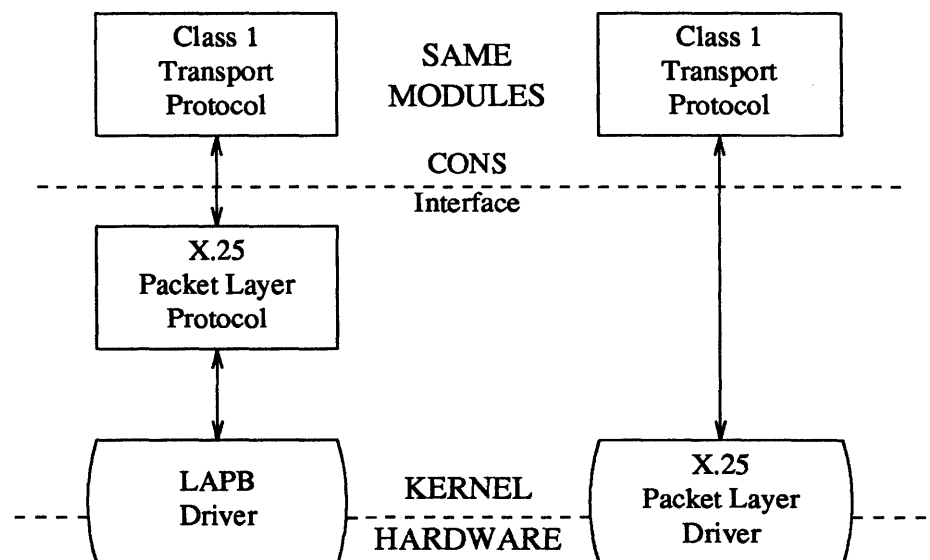 Class 1
Transport
Protocol
SAME
MODULES
Class 1
Transport
Protocol
CONS
Interface
X.25
Packet Layer
Protocol
LAPB
Driver
KERNEL
HARDWARE
X.25
Packet Layer
Driver